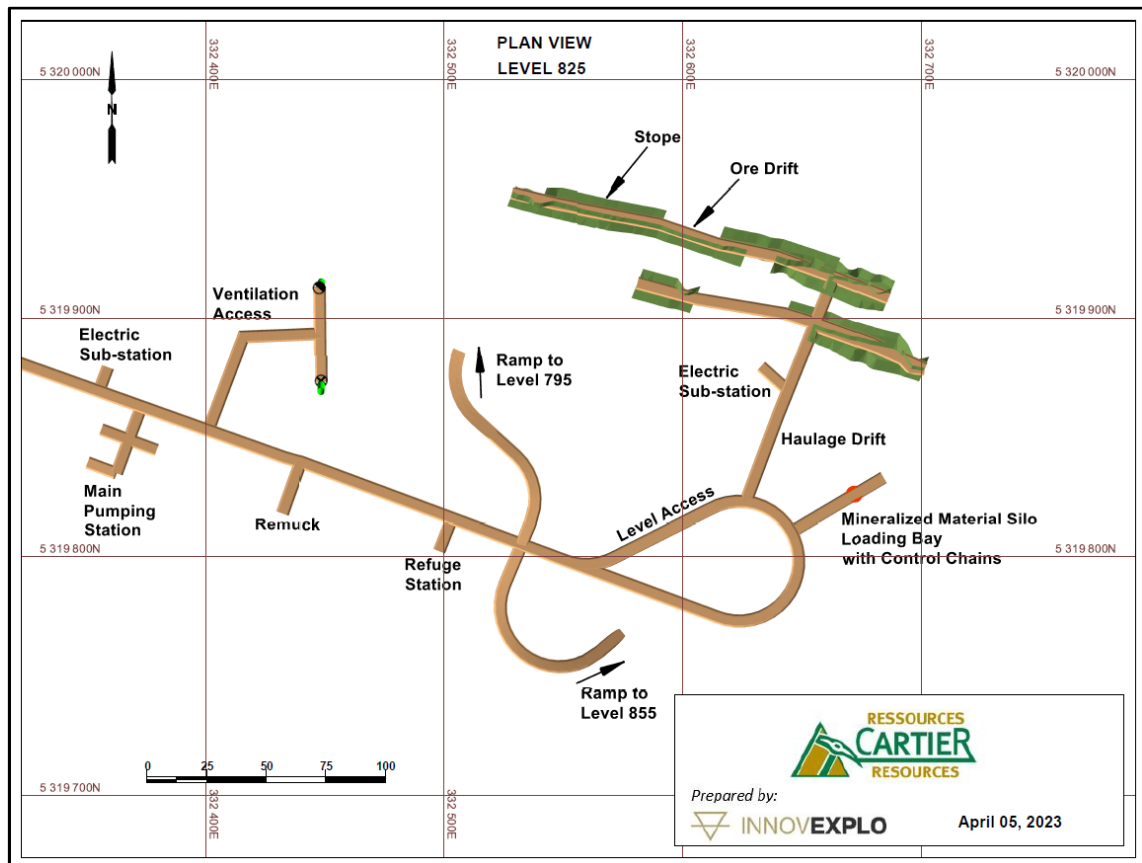 PLAN VIEW
LEVEL 825
332 400E
332 500E
332 600E
332 700E
5 320 000N
5 320 000N
N
Stope
Ore Drift
Ventilation
Access
5 319 900N
5 319 900N
Electric
Sub-station
Ramp to
Level 795
Electric
Sub-station
Haulage Drift
Main
Pumping
Station
Remuck
Level Access
Mineralized Material Silo
Loading Bay
with Control Chains
5 319 800N
5 319 800N
Refuge
Station
Ramp to
Level 855
0 25 50 75 100
5 319 700N
332 400E
332 500E
RESSOURCES
CARTIER
RESOURCES
Prepared by:
INNOVEXPLO
April 05, 2023